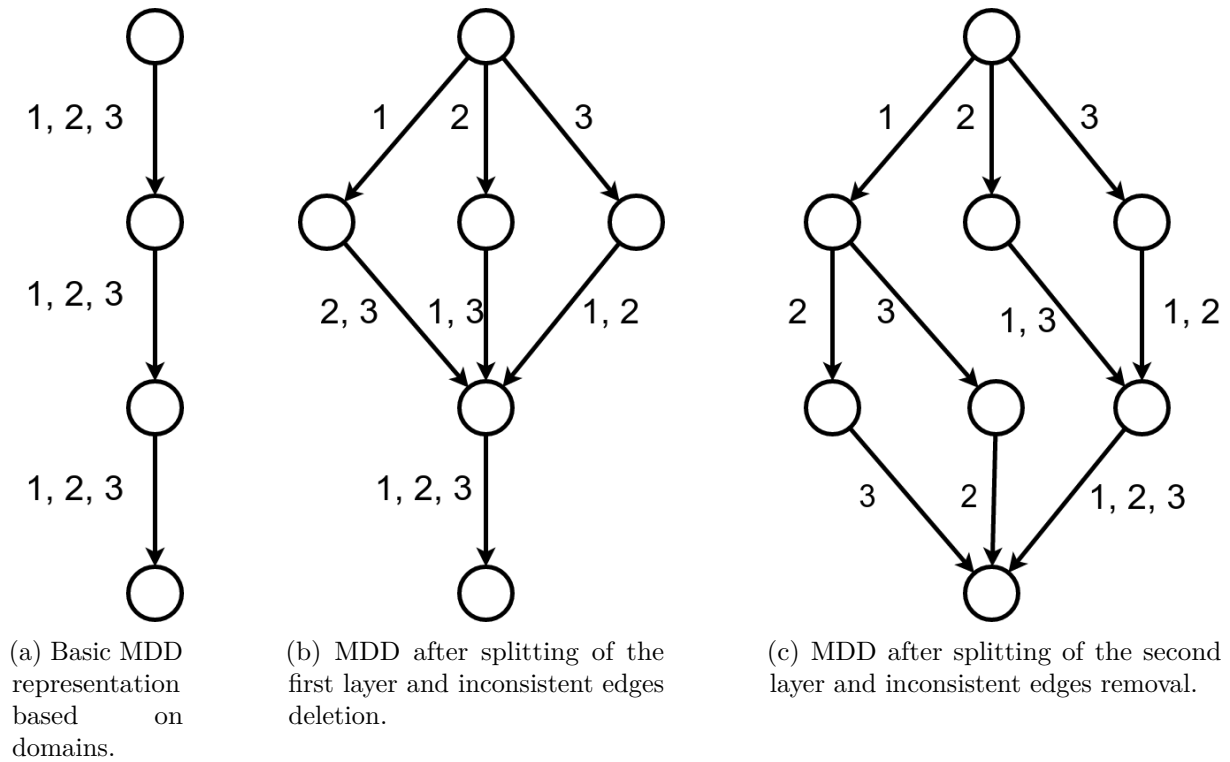 1, 2, 3
1, 2, 3
1, 2, 3
(a) Basic MDD
representation
based on
domains.
1
2
3
2, 3
1, 3
1, 2
1, 2, 3
(b) MDD after splitting of the
first layer and inconsistent edges
deletion.
1
2
3
2
3
1, 3
1, 2
3
2
1, 2, 3
(c) MDD after splitting of the second
layer and inconsistent edges removal.